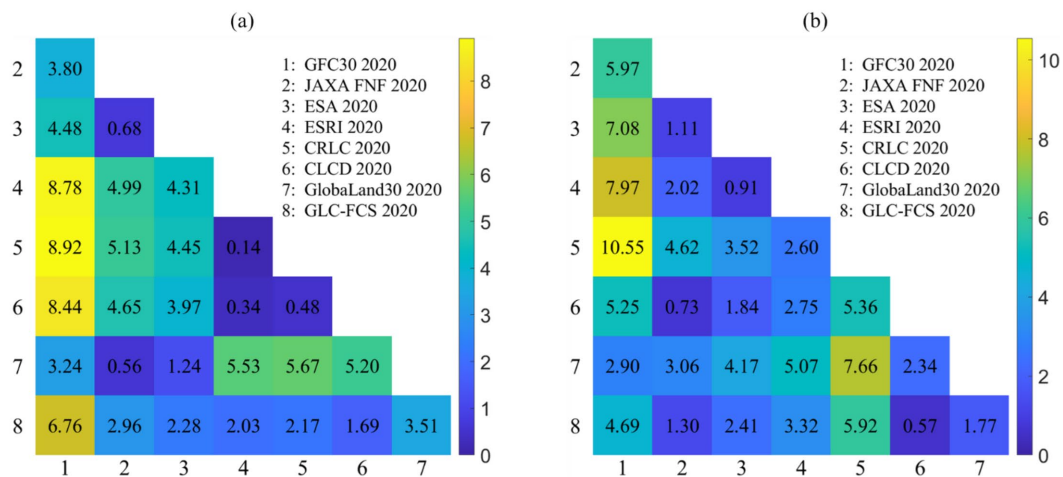 (a)
2 3.80
3 4.48 0.68
4 8.78 4.99 4.31
5 8.92 5.13 4.45 0.14
6 8.44 4.65 3.97 0.34 0.48
7 3.24 0.56 1.24 5.53 5.67 5.20
8 6.76 2.96 2.28 2.03 2.17 1.69 3.51
1 2 3 4 5 6 7
1: GFC30 2020
2: JAXA FNF 2020
3: ESA 2020
4: ESRI 2020
5: CRLC 2020
6: CLCD 2020
7: GlobaLand30 2020
8: GLC-FCS 2020
8
7
6
5
4
3
2
1
0
(b)
2 5.97
3 7.08 1.11
4 7.97 2.02 0.91
5 10.55 4.62 3.52 2.60
6 5.25 0.73 1.84 2.75 5.36
7 2.90 3.06 4.17 5.07 7.66 2.34
8 4.69 1.30 2.41 3.32 5.92 0.57 1.77
1 2 3 4 5 6 7
1: GFC30 2020
2: JAXA FNF 2020
3: ESA 2020
4: ESRI 2020
5: CRLC 2020
6: CLCD 2020
7: GlobaLand30 2020
8: GLC-FCS 2020
10
8
6
4
2
0